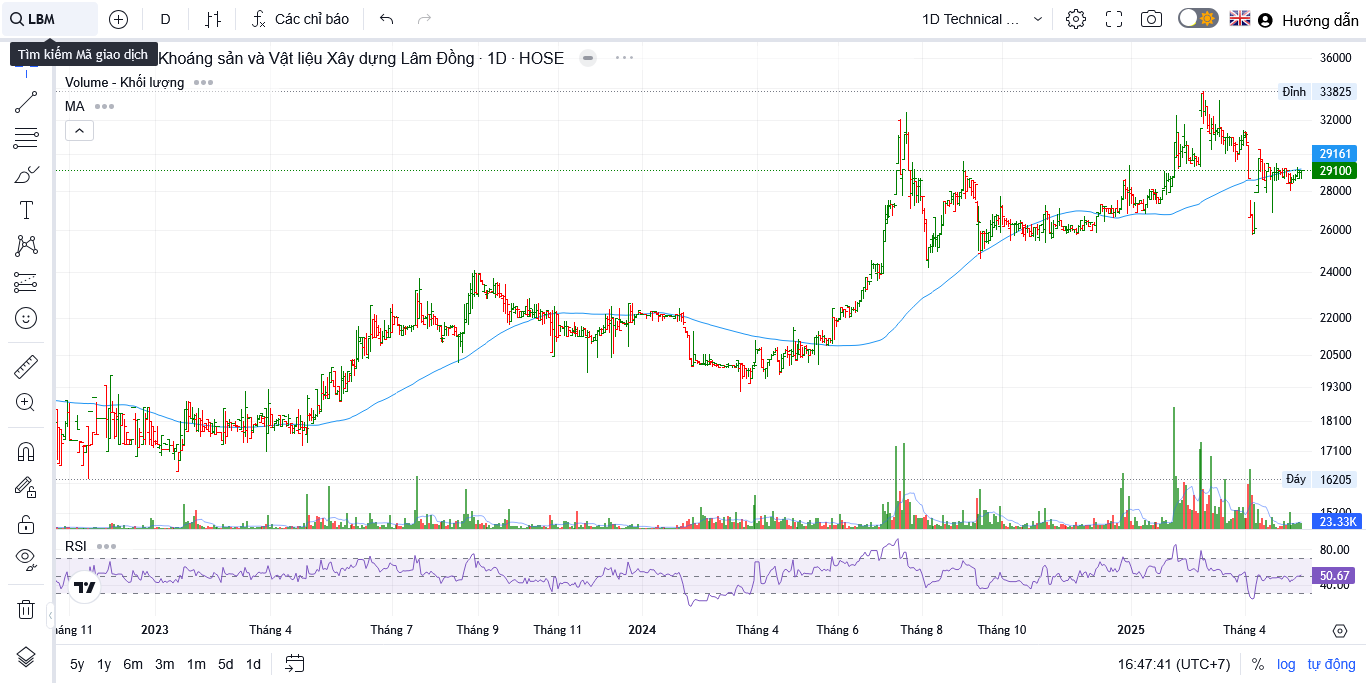 LBM
D
Các chỉ báo
1D Technical ...
Hướng dẫn
Tìm kiếm Mã giao dịch
Khoáng sản và Vật liệu Xây dựng Lâm Đồng · 1D · HOSE
Volume - Khối lượng
MA
36000
Đỉnh 33825
32000
29161
29100
28000
26000
24000
22000
20500
19300
18100
17100
Đáy 16205
15200
23.33K
RSI
80.00
50.67
40.00
háng 11 2023 Tháng 4 Tháng 7 Tháng 9 Tháng 11 2024 Tháng 4 Tháng 6 Tháng 8 Tháng 10 2025 Tháng 4
5y 1y 6m 3m 1m 5d 1d
16:47:41 (UTC+7) % log tự động